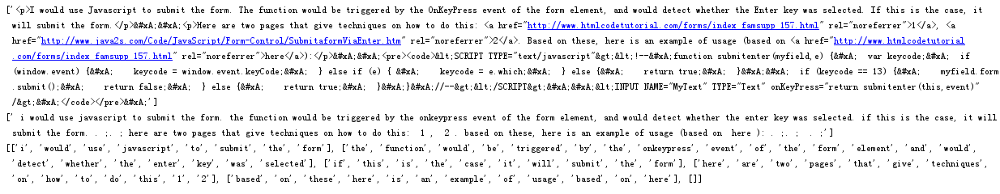 ['<p>I would use Javascript to submit the form. The function would be triggered by the OnKeyPress event of the form element, and would detect whether the Enter key was selected. If this is the case, it
will submit the form.</p>&#xA;&#xA;<p>Here are two pages that give techniques on how to do this: <a href="http://www.htmlcodetutorial.com/forms/index_famsupp_157.html" rel="noreferrer">1</a>, <a
href="http://www.java2s.com/Code/JavaScript/Form-Control/SubmitaformViaEnter.htm" rel="noreferrer">2</a>. Based on these, here is an example of usage (based on <a href="http://www.htmlcodetutorial
.com/forms/index_famsupp_157.html" rel="noreferrer">here</a>):</p>&#xA;&#xA;<pre><code>&lt;SCRIPT TYPE="text/javascript"&gt;&lt;!--&#xA;function submitenter(myfield,e) {&#xA;  var keycode;&#xA;  if
(window.event) {&#xA;    keycode = window.event.keyCode;&#xA;  } else if (e) { &#xA;    keycode = e.which;&#xA;  } else {&#xA;    return true;&#xA;  }&#xA;&#xA;  if (keycode == 13) {&#xA;    myfield.form
.submit();&#xA;    return false;&#xA;  } else {&#xA;    return true;&#xA;  }&#xA;}&#xA;//--&gt;&lt;/SCRIPT&gt;&#xA;&#xA;&lt;INPUT NAME="MyText" TYPE="Text" onKeyPress="return submitenter(this,event)"
/&gt;&#xA;</code></pre>&#xA;']
[' i would use javascript to submit the form. the function would be triggered by the onkeypress event of the form element, and would detect whether the enter key was selected. if this is the case, it will
submit the form. . ;. ; here are two pages that give techniques on how to do this:  1 ,  2 . based on these, here is an example of usage (based on  here ): . ;. ;  . ;']
[['i', 'would', 'use', 'javascript', 'to', 'submit', 'the', 'form'], ['the', 'function', 'would', 'be', 'triggered', 'by', 'the', 'onkeypress', 'event', 'of', 'the', 'form', 'element', 'and', 'would',
'detect', 'whether', 'the', 'enter', 'key', 'was', 'selected'], ['if', 'this', 'is', 'the', 'case', 'it', 'will', 'submit', 'the', 'form'], ['here', 'are', 'two', 'pages', 'that', 'give', 'techniques',
'on', 'how', 'to', 'do', 'this', '1', '2'], ['based', 'on', 'these', 'here', 'is', 'an', 'example', 'of', 'usage', 'based', 'on', 'here'], []]